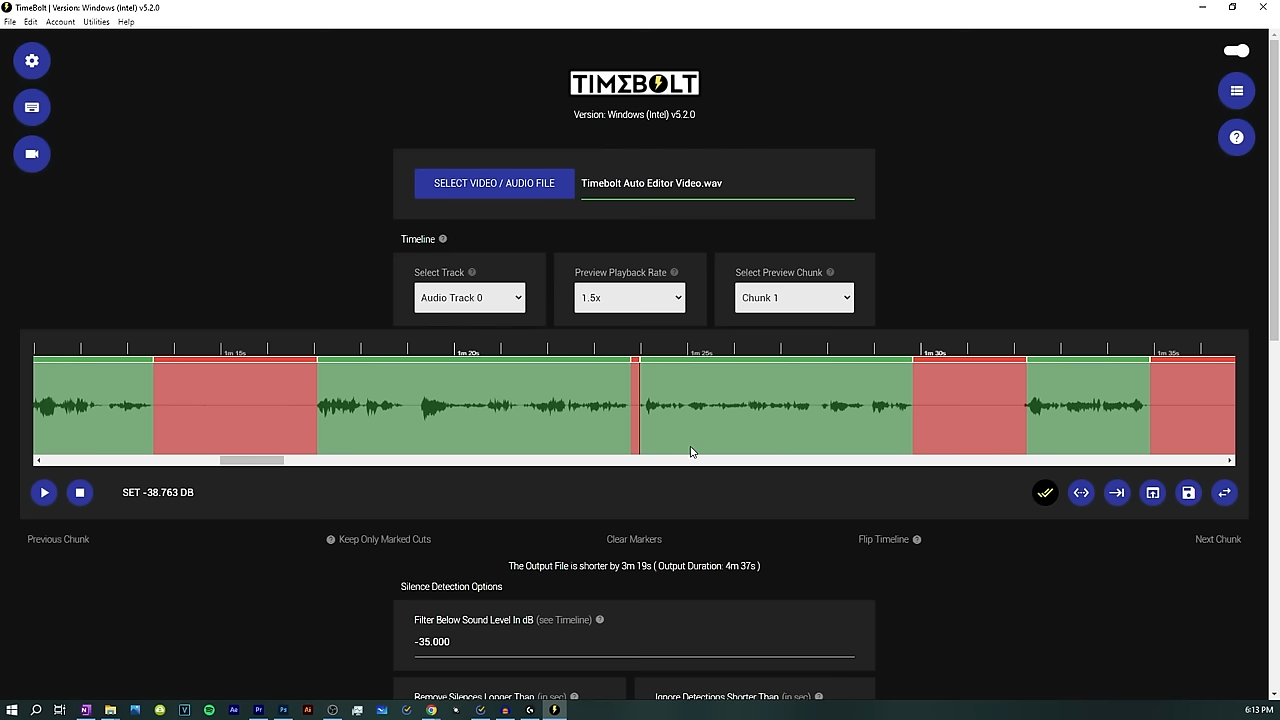 TimeBolt | Version: Windows (Intel) v5.2.0
File Edit Account Utilities Help
TIMEBOLT
Version: Windows (Intel) v5.2.0
SELECT VIDEO / AUDIO FILE Timebolt Auto Editor Video.wav
Timeline
Select Track Preview Playback Rate Select Preview Chunk
Audio Track 0 1.5x Chunk 1
1m 15s 1m 20s 1m 25s 1m 30s 1m 35s
SET -38.763 DB
Previous Chunk Keep Only Marked Cuts Clear Markers Flip Timeline Next Chunk
The Output File is shorter by 3m 19s ( Output Duration: 4m 37s )
Silence Detection Options
Filter Below Sound Level In dB (see Timeline)
-35.000
Remove Silences Longer Than (in sec) Ignore Detections Shorter Than (in sec)
N V Ae Pr Ps Ai 6:13 PM